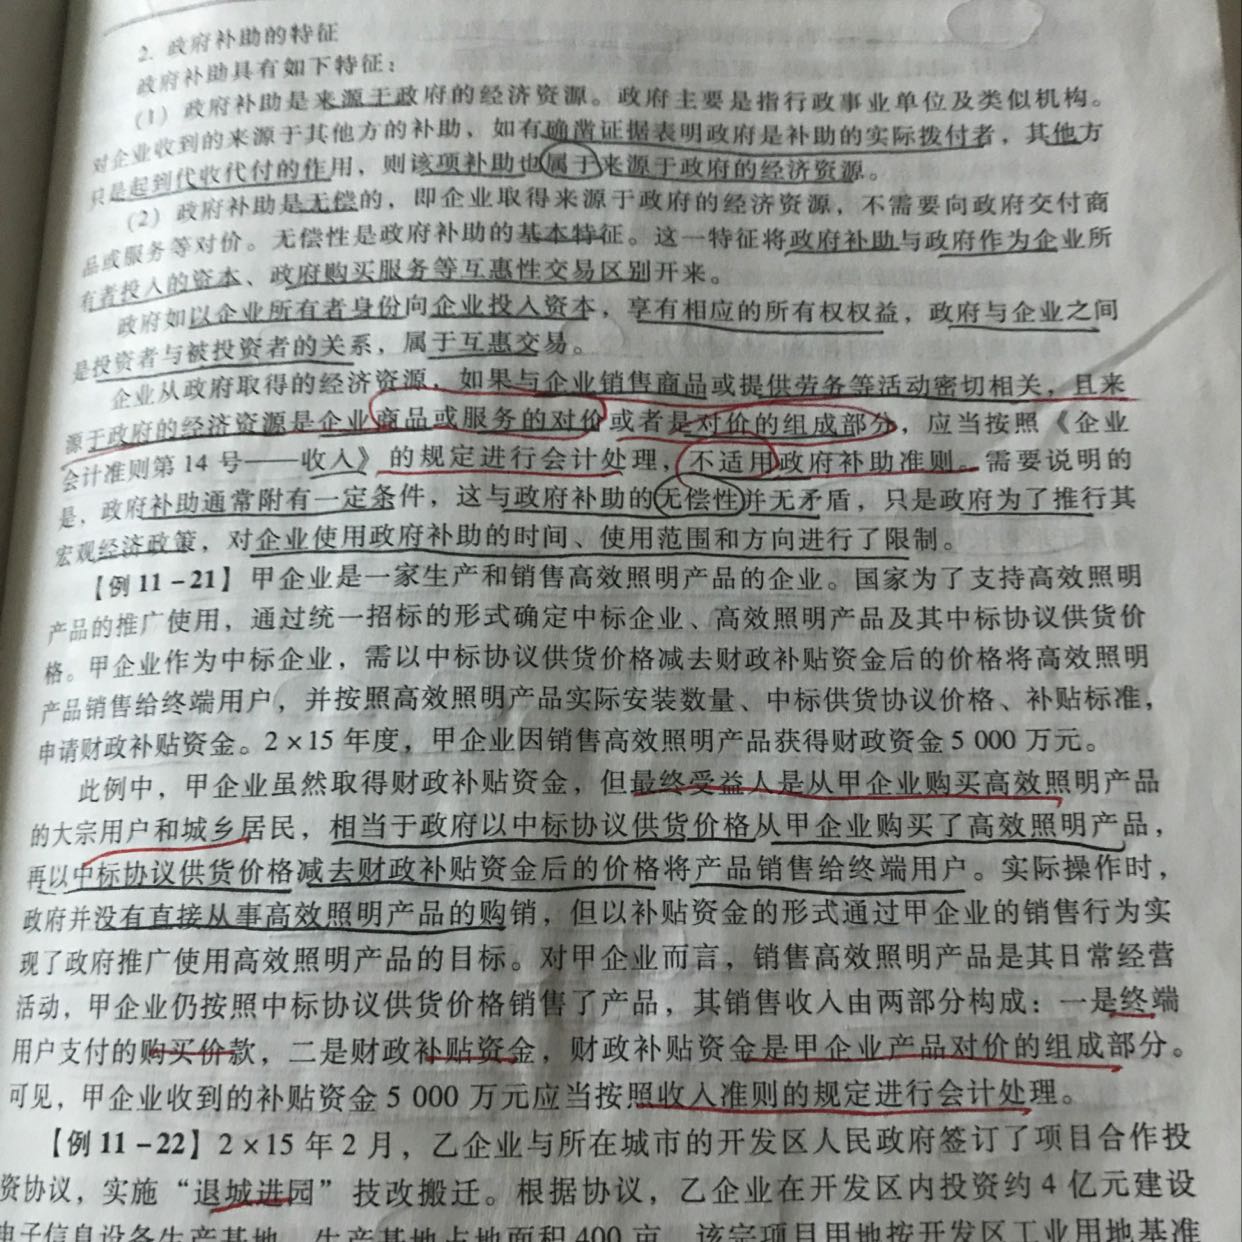 2. 政府补助的特征
政府补助具有如下特征：
（1）政府补助是来源于政府的经济资源。政府主要是指行政事业单位及类似机构。
对企业收到的来源于其他方的补助、如有确凿证据表明政府是补助的实际拨付者，其他方
只是起到代收代付的作用，则该项补助也属于来源于政府的经济资源。
（2）政府补助是无偿的，即企业取得来源于政府的经济资源，不需要向政府交付商
品或服务等对价。无偿性是政府补助的基本特征。这一特征将政府补助与政府作为企业所
有者投入的资本、政府购买服务等互惠性交易区别开来。
政府如以企业所有者身份向企业投入资本，享有相应的所有权权益，政府与企业之间
是投资者与被投资者的关系，属于互惠交易。
企业从政府取得的经济资源，如果与企业销售商品或提供劳务等活动密切相关，且来
源于政府的经济资源是企业商品或服务的对价或者是对价的组成部分，应当按照《企业
会计准则第 14 号——收入》的规定进行会计处理，不适用政府补助准则。需要说明的
是，政府补助通常附有一定条件，这与政府补助的无偿性并无矛盾，只是政府为了推行其
宏观经济政策，对企业使用政府补助的时间、使用范围和方向进行了限制。
【例 11－21】甲企业是一家生产和销售高效照明产品的企业。国家为了支持高效照明
产品的推广使用，通过统一招标的形式确定中标企业、高效照明产品及其中标协议供货价
格。甲企业作为中标企业，需以中标协议供货价格减去财政补贴资金后的价格将高效照明
产品销售给终端用户，并按照高效照明产品实际安装数量、中标供货协议价格、补贴标准，
申请财政补贴资金。2×15 年度，甲企业因销售高效照明产品获得财政资金 5 000 万元。
此例中，甲企业虽然取得财政补贴资金，但最终受益人是从甲企业购买高效照明产品
的大宗用户和城乡居民，相当于政府以中标协议供货价格从甲企业购买了高效照明产品，
再以中标协议供货价格减去财政补贴资金后的价格将产品销售给终端用户。实际操作时，
政府并没有直接从事高效照明产品的购销，但以补贴资金的形式通过甲企业的销售行为实
现了政府推广使用高效照明产品的目标。对甲企业而言，销售高效照明产品是其日常经营
活动，甲企业仍按照中标协议供货价格销售了产品，其销售收入由两部分构成：一是终端
用户支付的购买价款，二是财政补贴资金，财政补贴资金是甲企业产品对价的组成部分。
可见，甲企业收到的补贴资金 5 000 万元应当按照收入准则的规定进行会计处理。
【例 11－22】2×15 年 2 月，乙企业与所在城市的开发区人民政府签订了项目合作投
资协议，实施“退城进园”技改搬迁。根据协议，乙企业在开发区内投资约 4 亿元建设
电子信息设备生产基地，生产基地占地面积 400 亩，该宗项目用地按开发区工业用地基准